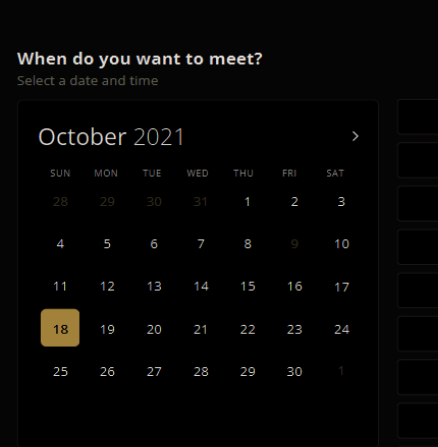 When do you want to meet?
Select a date and time
October 2021
SUN MON TUE WED THU FRI SAT
28 29 30 31 1 2 3
4 5 6 7 8 9 10
11 12 13 14 15 16 17
18 19 20 21 22 23 24
25 26 27 28 29 30 1